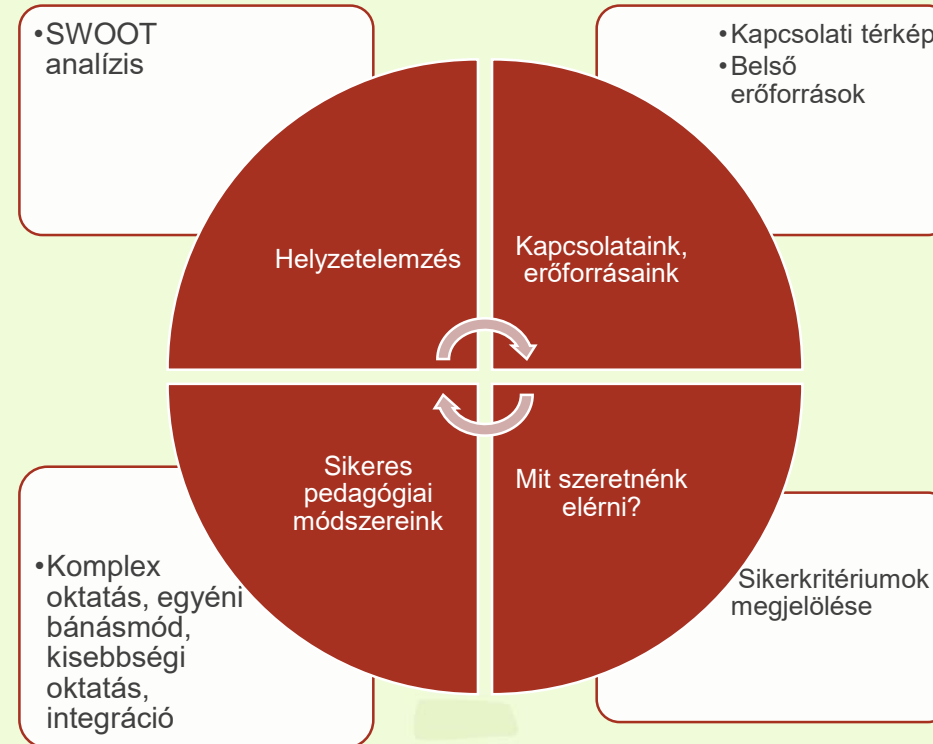 •SWOOT
analízis
•Kapcsolati térkép
•Belső
erőforrások
Helyzetelemzés
Kapcsolataink,
erőforrásaink
Sikeres
pedagógiai
módszereink
Mit szeretnénk
elérni?
•Komplex
oktatás, egyéni
bánásmód,
kisebbségi
oktatás,
integráció
Sikerkritériumok
megjelölése